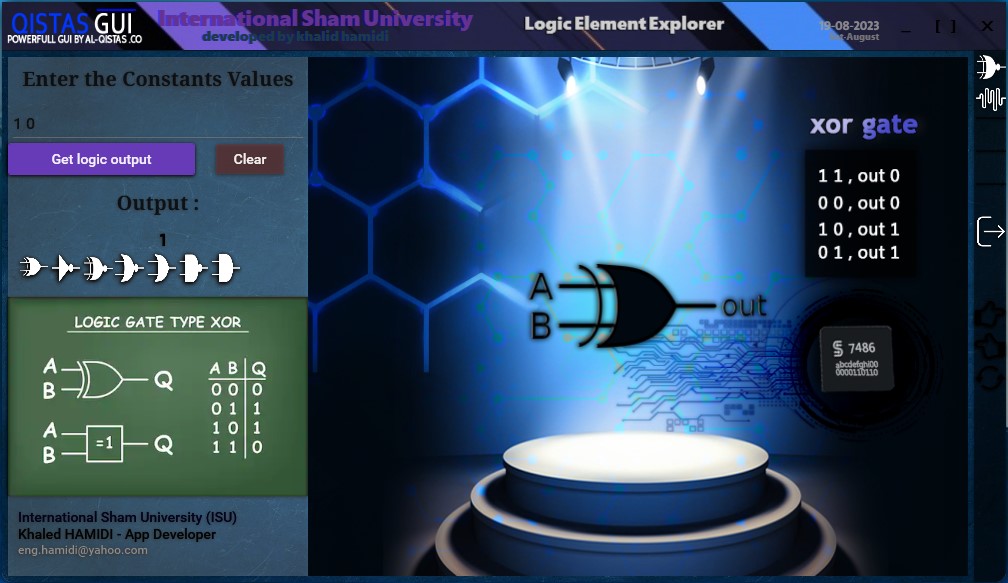 QISTAS GUI
POWERFULL GUI BY AL-QISTAS .CO
International Sham University
developed by khalid hamidi
Logic Element Explorer
19-08-2023
Sat-August
Enter the Constants Values
1 0
Get logic output
Clear
Output :
1
LOGIC GATE TYPE XOR
A
B
Q
A B Q
0 0 0
0 1 1
1 0 1
1 1 0
A
B
=1
Q
International Sham University (ISU)
Khaled HAMIDI - App Developer
eng.hamidi@yahoo.com
xor gate
1 1 , out 0
0 0 , out 0
1 0 , out 1
0 1 , out 1
A
B
out
7486
abcdefghi00
0000110110